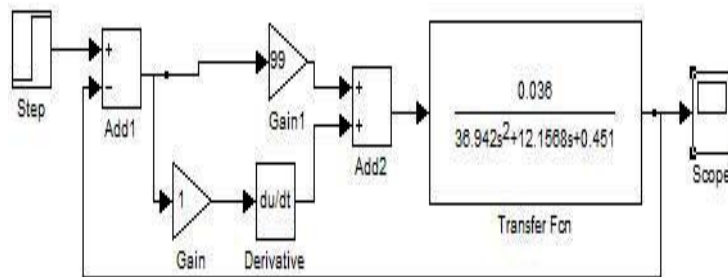 Step
+
−
Add1
99
Gain1
1
Gain
du/dt
Derivative
+
+
Add2
0.036
36.942s²+12.1568s+0.451
Transfer Fcn
Scope